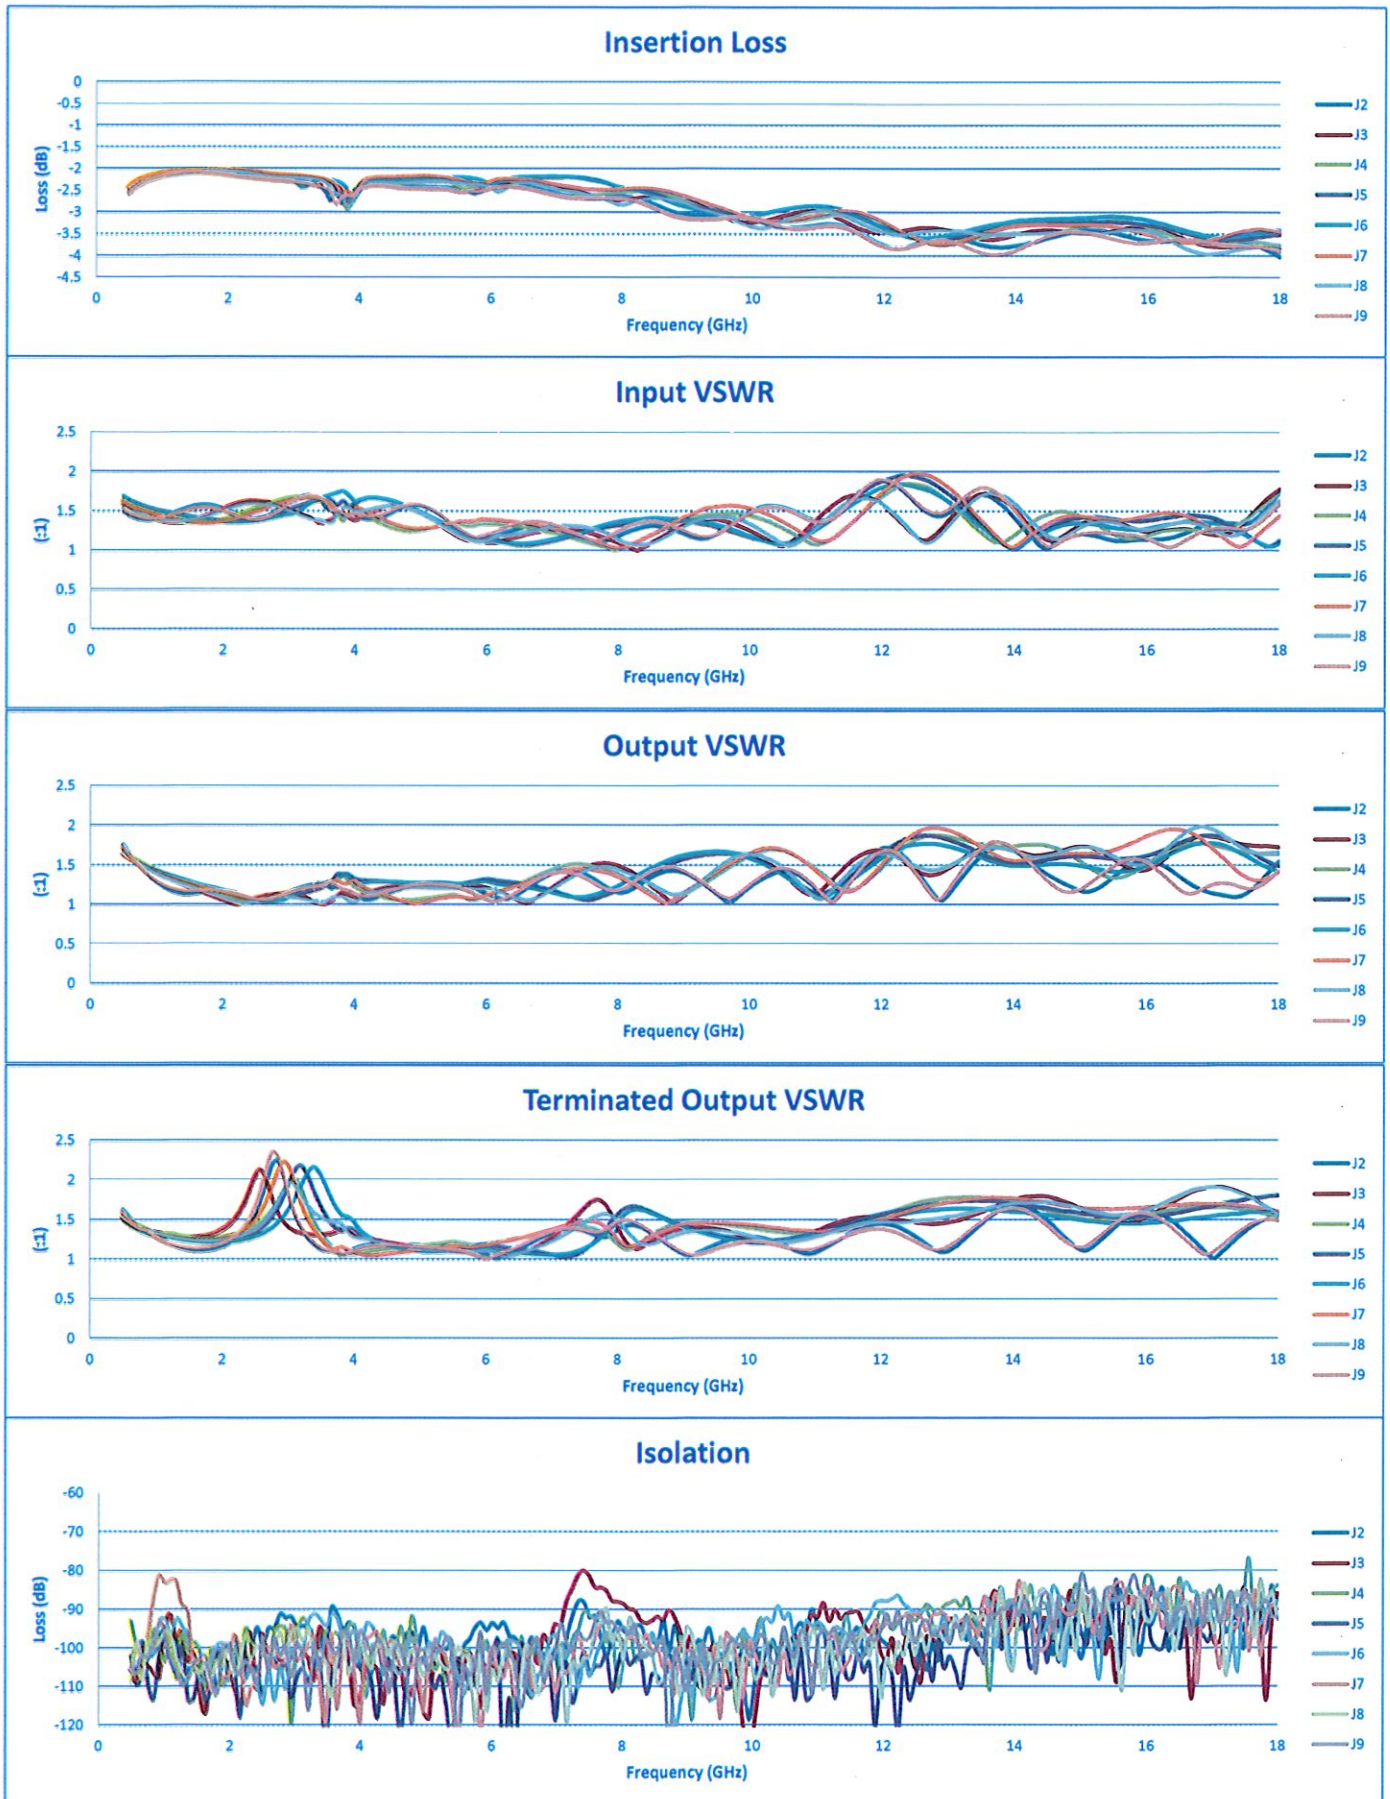 Insertion Loss
0
-0.5
-1
-1.5
-2
-2.5
-3
-3.5
-4
-4.5
Loss (dB)
0 2 4 6 8 10 12 14 16 18
Frequency (GHz)
J2
J3
J4
J5
J6
J7
J8
J9
Input VSWR
2.5
2
1.5
1
0.5
0
(:1)
0 2 4 6 8 10 12 14 16 18
Frequency (GHz)
J2
J3
J4
J5
J6
J7
J8
J9
Output VSWR
2.5
2
1.5
1
0.5
0
(:1)
0 2 4 6 8 10 12 14 16 18
Frequency (GHz)
J2
J3
J4
J5
J6
J7
J8
J9
Terminated Output VSWR
2.5
2
1.5
1
0.5
0
(:1)
0 2 4 6 8 10 12 14 16 18
Frequency (GHz)
J2
J3
J4
J5
J6
J7
J8
J9
Isolation
-60
-70
-80
-90
-100
-110
-120
Loss (dB)
0 2 4 6 8 10 12 14 16 18
Frequency (GHz)
J2
J3
J4
J5
J6
J7
J8
J9